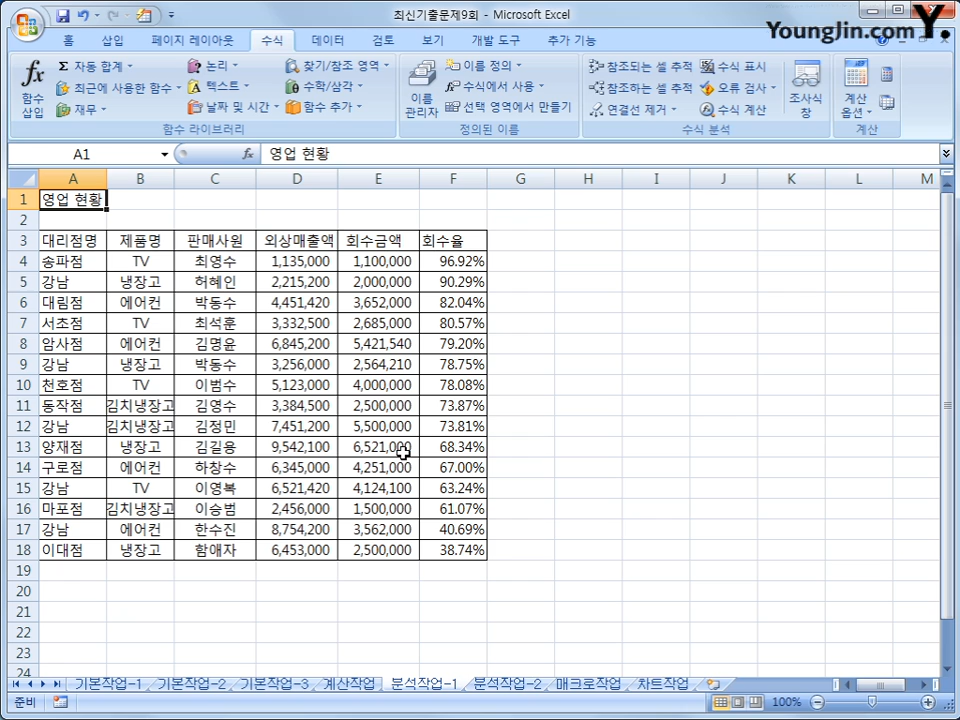 최신기출문제9회 - Microsoft Excel
YoungJin.com Y.
홈 삽입 페이지 레이아웃 수식 데이터 검토 보기 개발 도구 추가 기능
Σ 자동 합계 논리 찾기/참조 영역 이름 정의 참조되는 셀 추적 수식 표시
최근에 사용한 함수 텍스트 수학/삼각 수식에서 사용 참조하는 셀 추적 오류 검사
재무 날짜 및 시간 함수 추가 선택 영역에서 만들기 연결선 제거 수식 계산
함수 삽입 이름 관리자 조사식 창 계산 옵션
함수 라이브러리 정의된 이름 수식 분석 계산
A1 fx 영업 현황
A B C D E F G H I J K L M
1 영업 현황
2
3 대리점명 제품명 판매사원 외상매출액 회수금액 회수율
4 송파점 TV 최영수 1,135,000 1,100,000 96.92%
5 강남 냉장고 허혜인 2,215,200 2,000,000 90.29%
6 대림점 에어컨 박동수 4,451,420 3,652,000 82.04%
7 서조점 TV 최석훈 3,332,500 2,685,000 80.57%
8 암사점 에어컨 김명윤 6,845,200 5,421,540 79.20%
9 강남 냉장고 박동수 3,256,000 2,564,210 78.75%
10 천호점 TV 이범수 5,123,000 4,000,000 78.08%
11 동작점 김치냉장고 김영수 3,384,500 2,500,000 73.87%
12 강남 김치냉장고 김정민 7,451,200 5,500,000 73.81%
13 양재점 냉장고 김길용 9,542,100 6,521,000 68.34%
14 구로점 에어컨 하창수 6,345,000 4,251,000 67.00%
15 강남 TV 이영복 6,521,420 4,124,100 63.24%
16 마포점 김치냉장고 이승범 2,456,000 1,500,000 61.07%
17 강남 에어컨 한수진 8,754,200 3,562,000 40.69%
18 이대점 냉장고 함애자 6,453,000 2,500,000 38.74%
19
20
21
22
23
24
기본작업-1 기본작업-2 기본작업-3 계산작업 분석작업-1 분석작업-2 매크로작업 차트작업
준비 100%